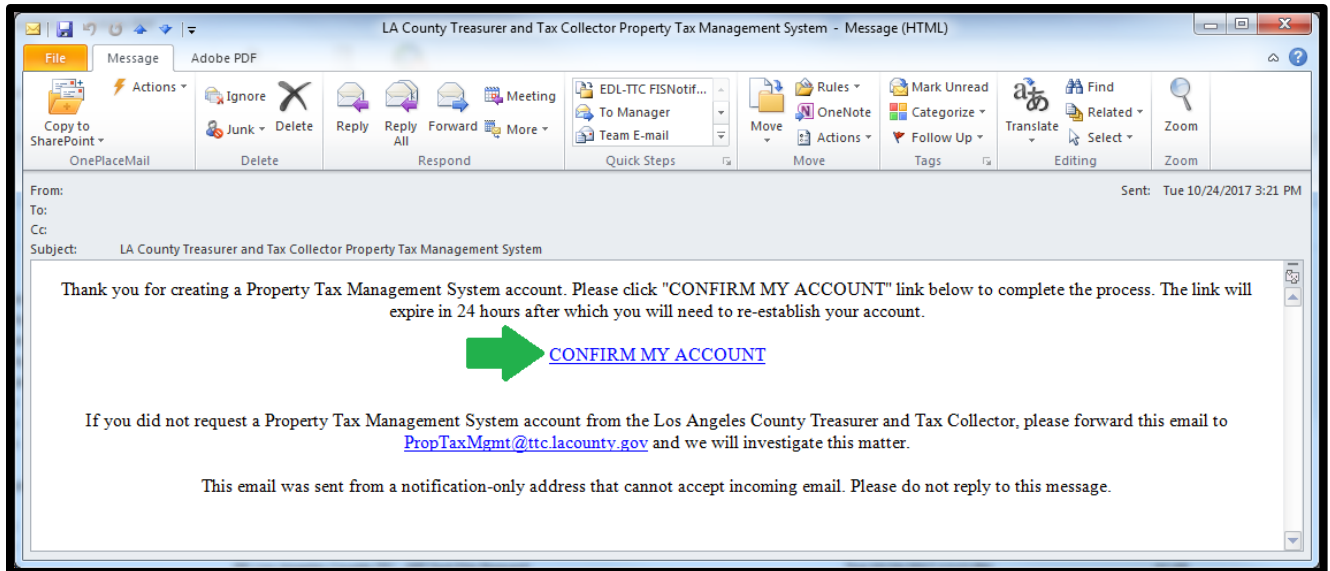 LA County Treasurer and Tax Collector Property Tax Management System - Message (HTML)
File Message Adobe PDF
Copy to SharePoint
Actions
OnePlaceMail
Ignore
Junk
Delete
Delete
Reply
Reply All
Forward
Meeting
More
Respond
EDL-TTC FISNotif...
To Manager
Team E-mail
Quick Steps
Move
Rules
OneNote
Actions
Move
Mark Unread
Categorize
Follow Up
Tags
Translate
Find
Related
Select
Editing
Zoom
Zoom
From:
Sent: Tue 10/24/2017 3:21 PM
To:
Cc:
Subject: LA County Treasurer and Tax Collector Property Tax Management System
Thank you for creating a Property Tax Management System account. Please click "CONFIRM MY ACCOUNT" link below to complete the process. The link will
expire in 24 hours after which you will need to re-establish your account.
CONFIRM MY ACCOUNT
If you did not request a Property Tax Management System account from the Los Angeles County Treasurer and Tax Collector, please forward this email to
PropTaxMgmt@ttc.lacounty.gov and we will investigate this matter.
This email was sent from a notification-only address that cannot accept incoming email. Please do not reply to this message.